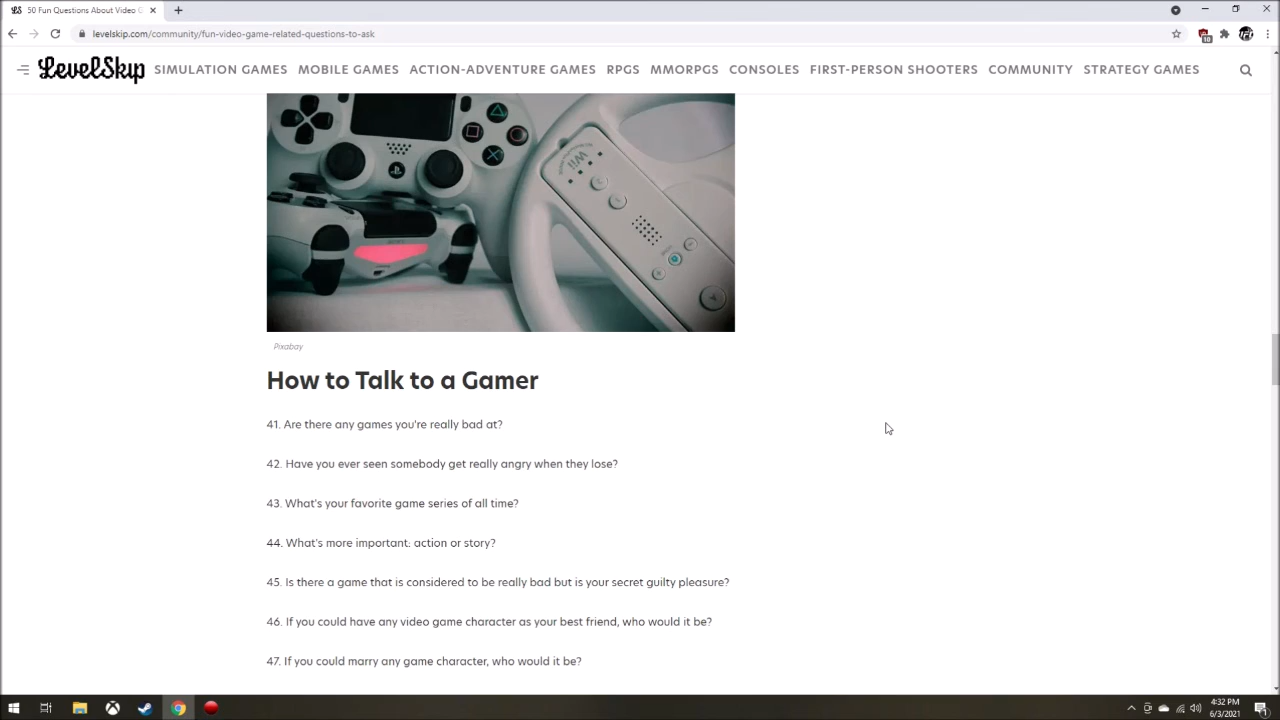 50 Fun Questions About Video G
levelskip.com/community/fun-video-game-related-questions-to-ask
10
LevelSkip
SIMULATION GAMES MOBILE GAMES ACTION-ADVENTURE GAMES RPGS MMORPGS CONSOLES FIRST-PERSON SHOOTERS COMMUNITY STRATEGY GAMES
Wii
Pixabay
How to Talk to a Gamer
41. Are there any games you're really bad at?
42. Have you ever seen somebody get really angry when they lose?
43. What's your favorite game series of all time?
44. What's more important: action or story?
45. Is there a game that is considered to be really bad but is your secret guilty pleasure?
46. If you could have any video game character as your best friend, who would it be?
47. If you could marry any game character, who would it be?
4:32 PM
6/3/2021
1